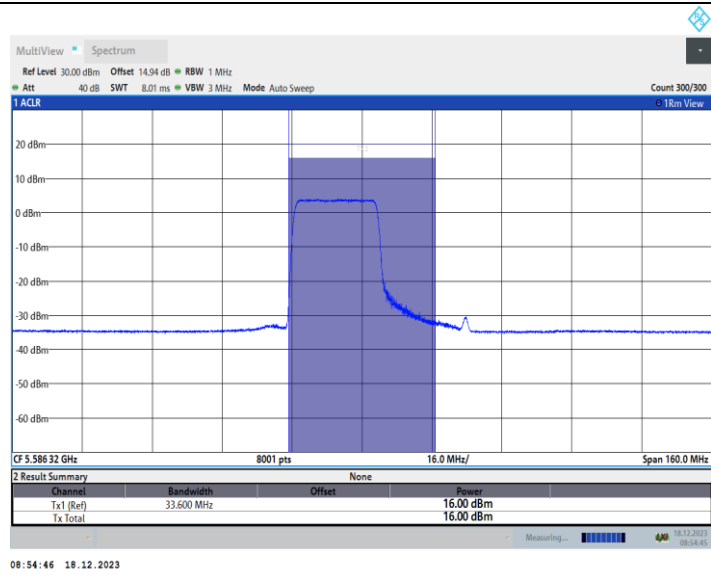 MultiView Spectrum
Ref Level 30.00 dBm Offset 14.94 dB RBW 1 MHz
Att 40 dB SWT 8.01 ms VBW 3 MHz Mode Auto Sweep Count 300/300
1 ACLR 1Rm View
20 dBm
10 dBm
0 dBm
-10 dBm
-20 dBm
-30 dBm
-40 dBm
-50 dBm
-60 dBm
CF 5.586 32 GHz 8001 pts 16.0 MHz/ Span 160.0 MHz
2 Result Summary None
Channel Bandwidth Offset Power
Tx1 (Ref) 33.600 MHz 16.00 dBm
Tx Total 16.00 dBm
Measuring... 18.12.2023
08:54:45
08:54:46 18.12.2023